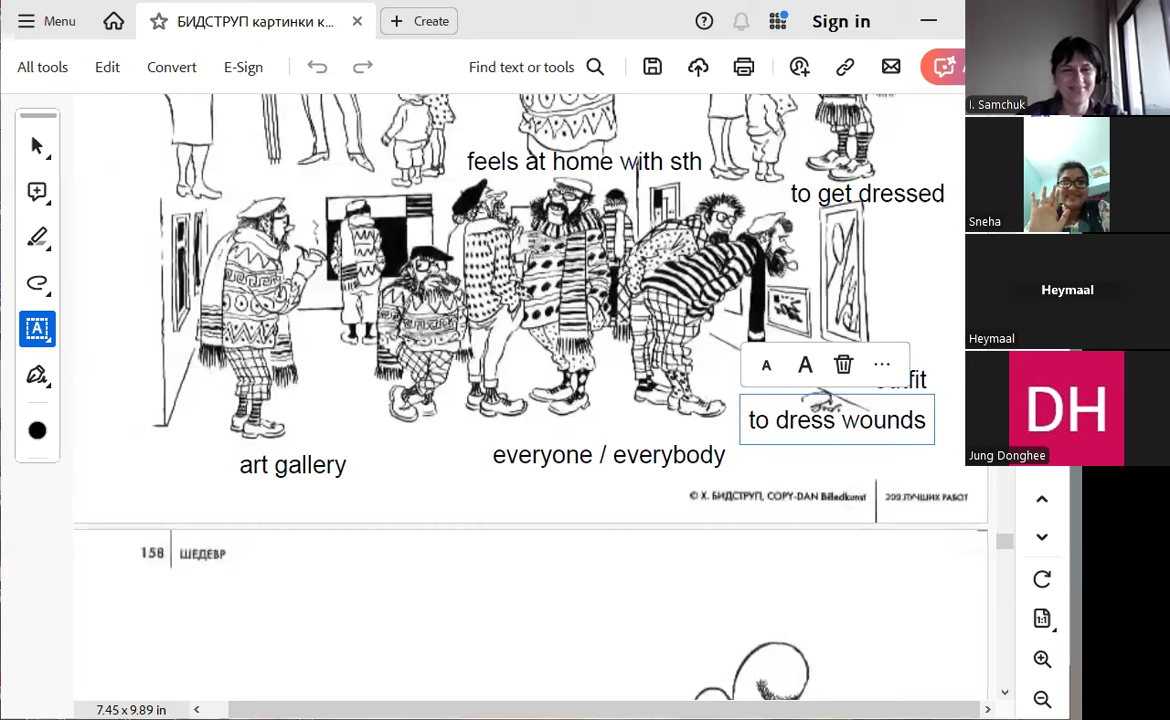 Menu
БИДСТРУП картинки к...
Create
Sign in
All tools
Edit
Convert
E-Sign
Find text or tools
I. Samchuk
Sneha
Heymaal
Heymaal
DH
Jung Donghee
feels at home with sth
to get dressed
A A ...
to dress wounds
everyone / everybody
art gallery
© Х. БИДСТРУП, COPY-DAN Billedkunst
200 ЛУЧШИХ РАБОТ
158 ШЕДЕВР
1:1
7.45 x 9.89 in